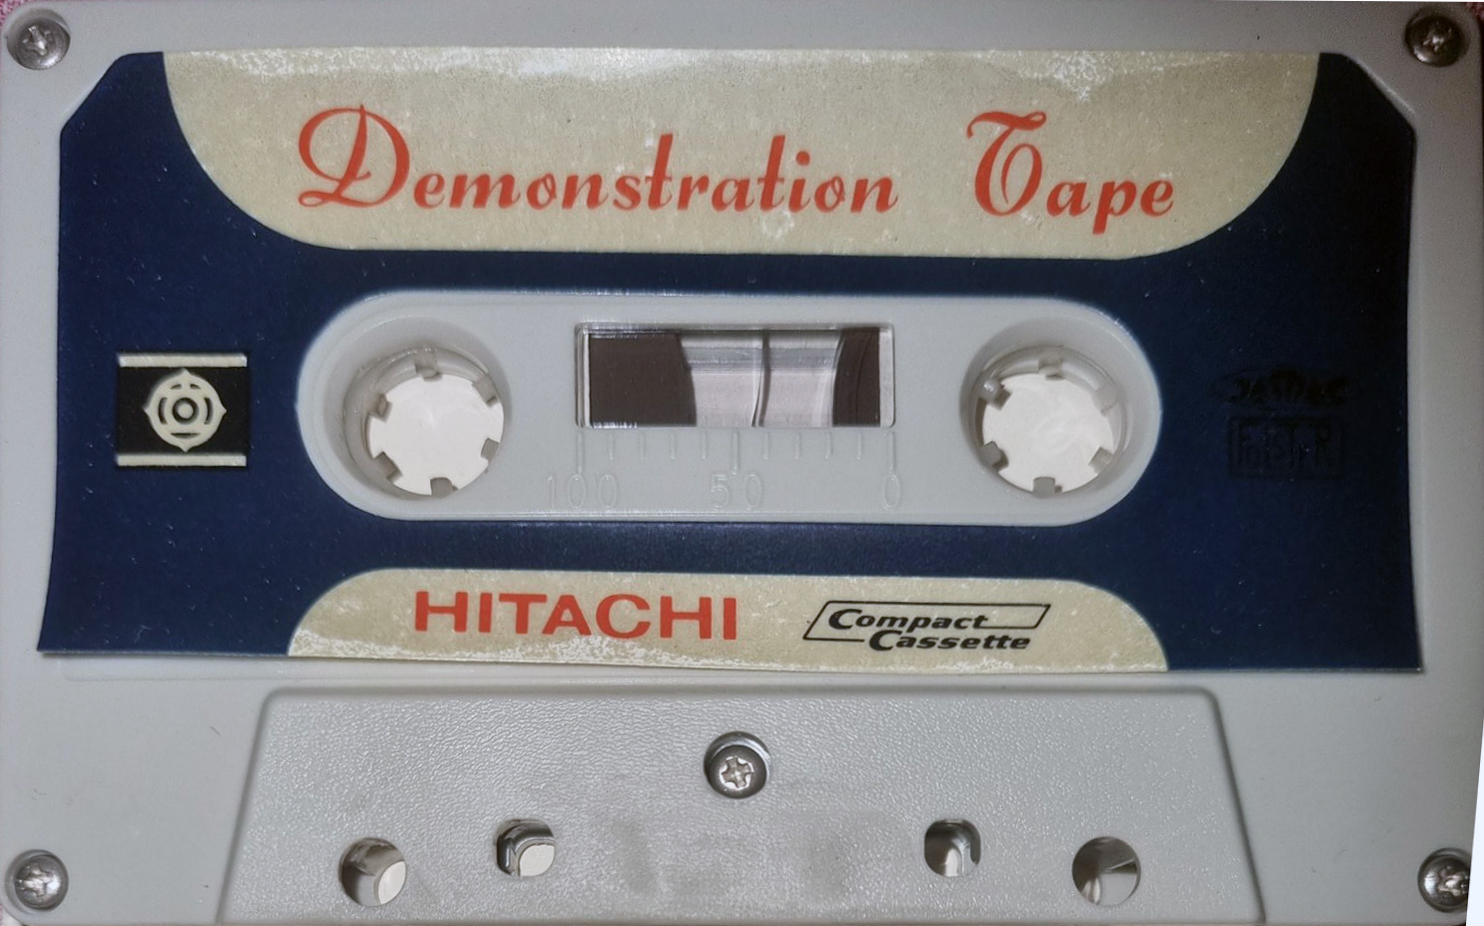 Demonstration Tape
100 50 0
HITACHI
Compact
Cassette